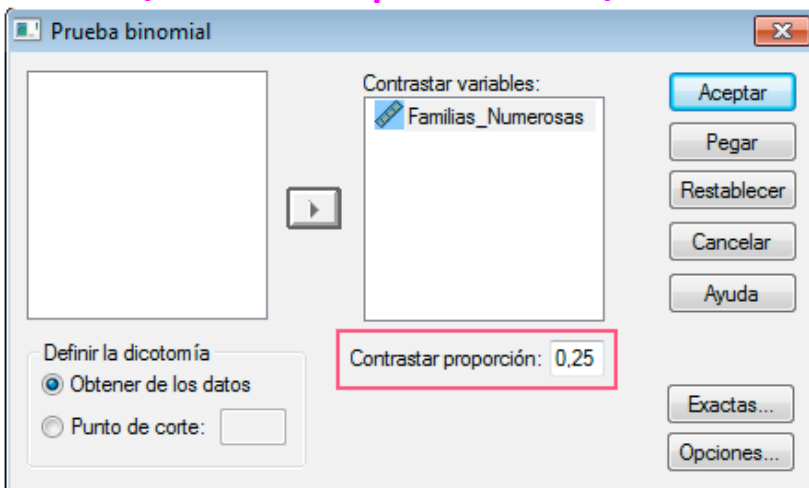 Prueba binomial
Contrastar variables:
Familias_Numerosas
Aceptar
Pegar
Restablecer
Cancelar
Ayuda
Definir la dicotomía
Obtener de los datos
Punto de corte:
Contrastar proporción: 0,25
Exactas...
Opciones...